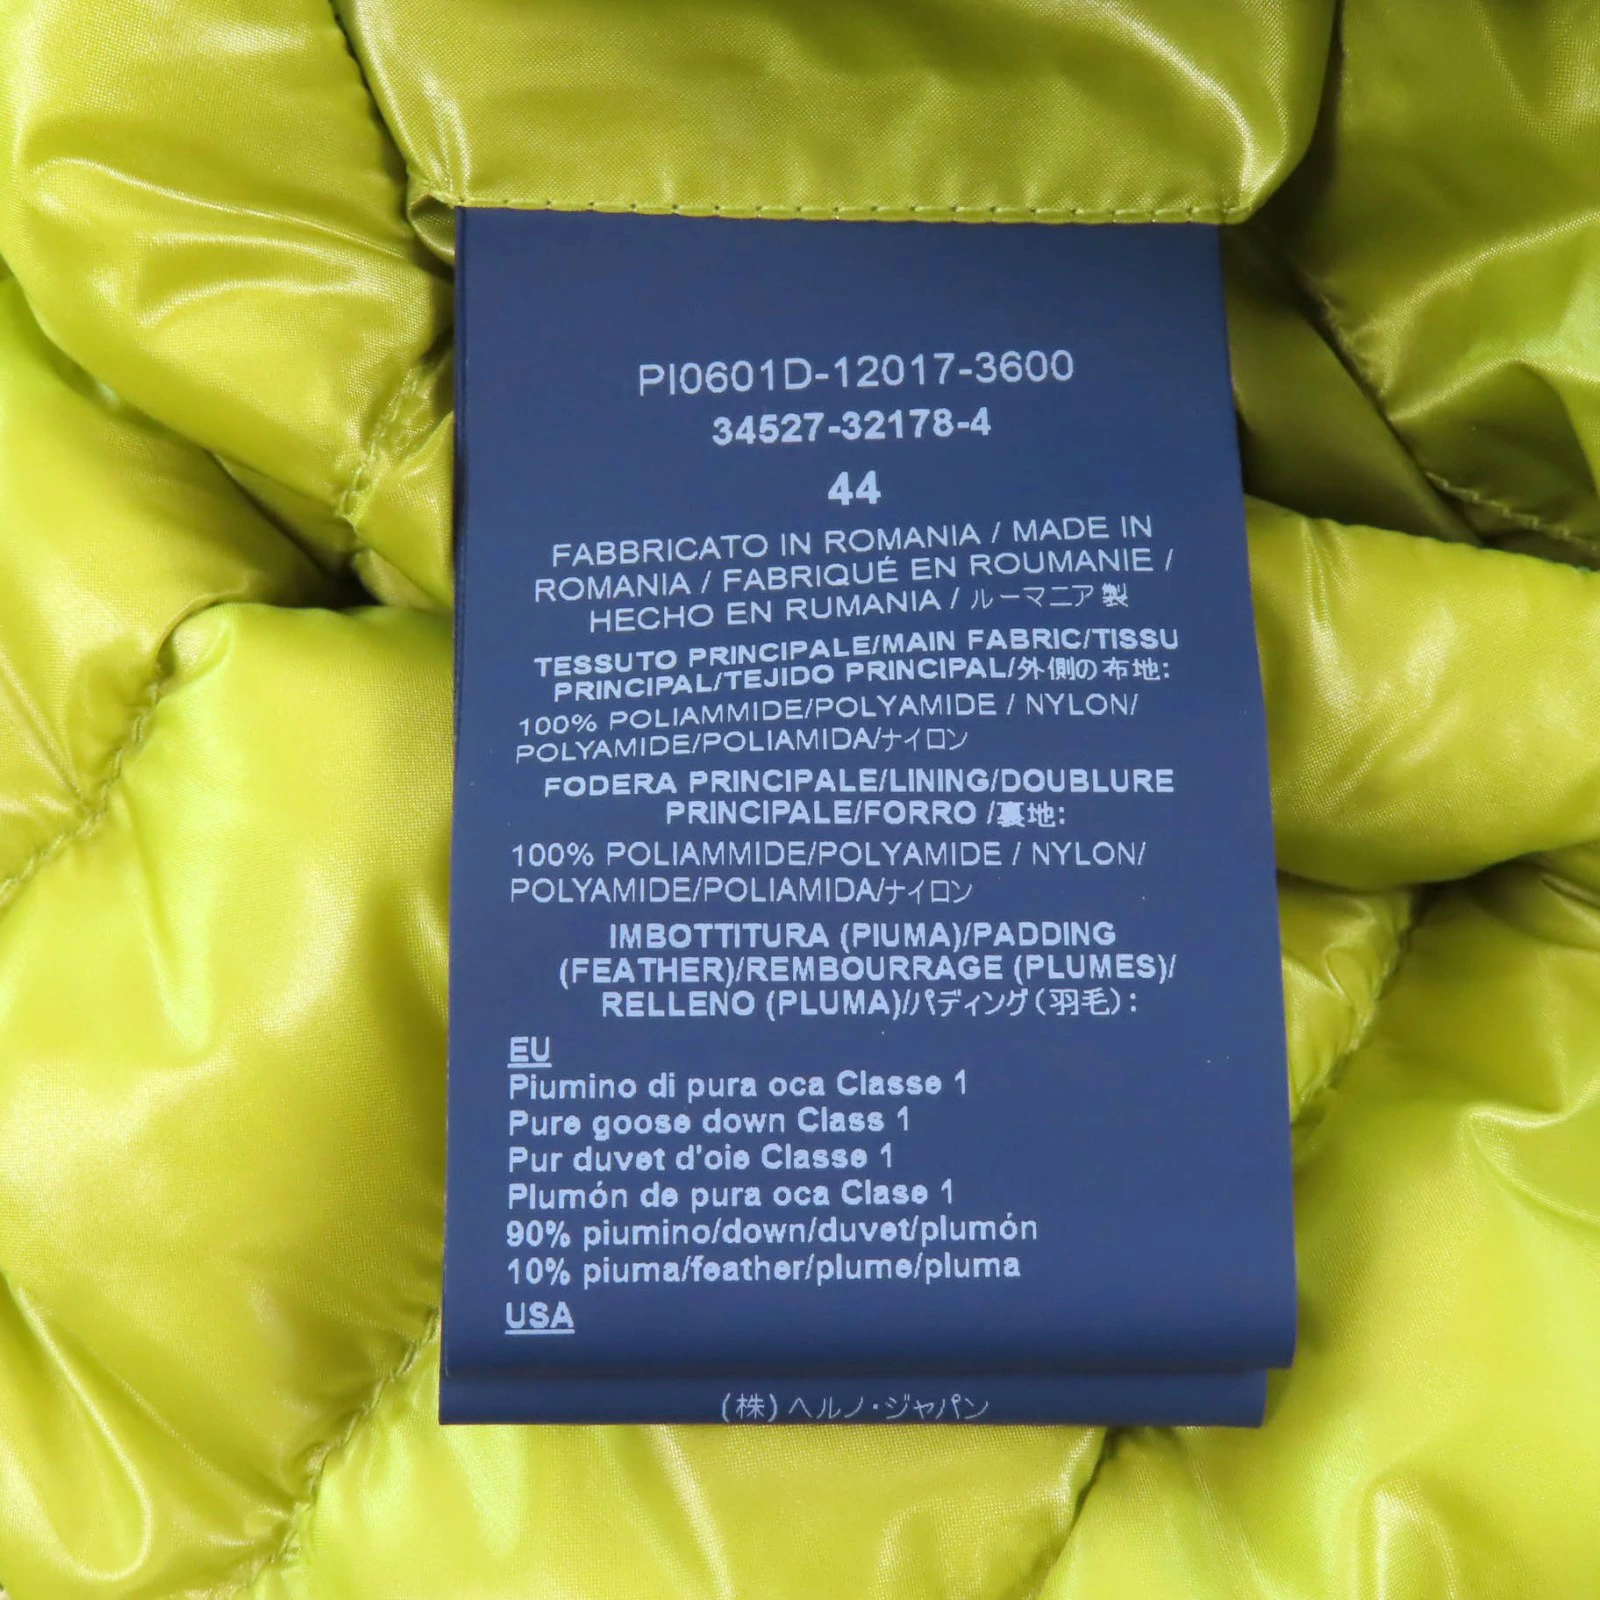 PI0601D-12017-3600
34527-32178-4
44
FABBRICATO IN ROMANIA / MADE IN
ROMANIA / FABRIQUÉ EN ROUMANIE /
HECHO EN RUMANIA / ルーマニア製
TESSUTO PRINCIPALE/MAIN FABRIC/TISSU
PRINCIPAL/TEJIDO PRINCIPAL/外側の布地:
100% POLIAMMIDE/POLYAMIDE / NYLON/
POLYAMIDE/POLIAMIDA/ナイロン
FODERA PRINCIPALE/LINING/DOUBLURE
PRINCIPALE/FORRO /裏地:
100% POLIAMMIDE/POLYAMIDE / NYLON/
POLYAMIDE/POLIAMIDA/ナイロン
IMBOTTITURA (PIUMA)/PADDING
(FEATHER)/REMBOURRAGE (PLUMES)/
RELLENO (PLUMA)/パディング(羽毛):
EU
Piumino di pura oca Classe 1
Pure goose down Class 1
Pur duvet d'oie Classe 1
Plumón de pura oca Clase 1
90% piumino/down/duvet/plumón
10% piuma/feather/plume/pluma
USA
(株)ヘルノ・ジャパン